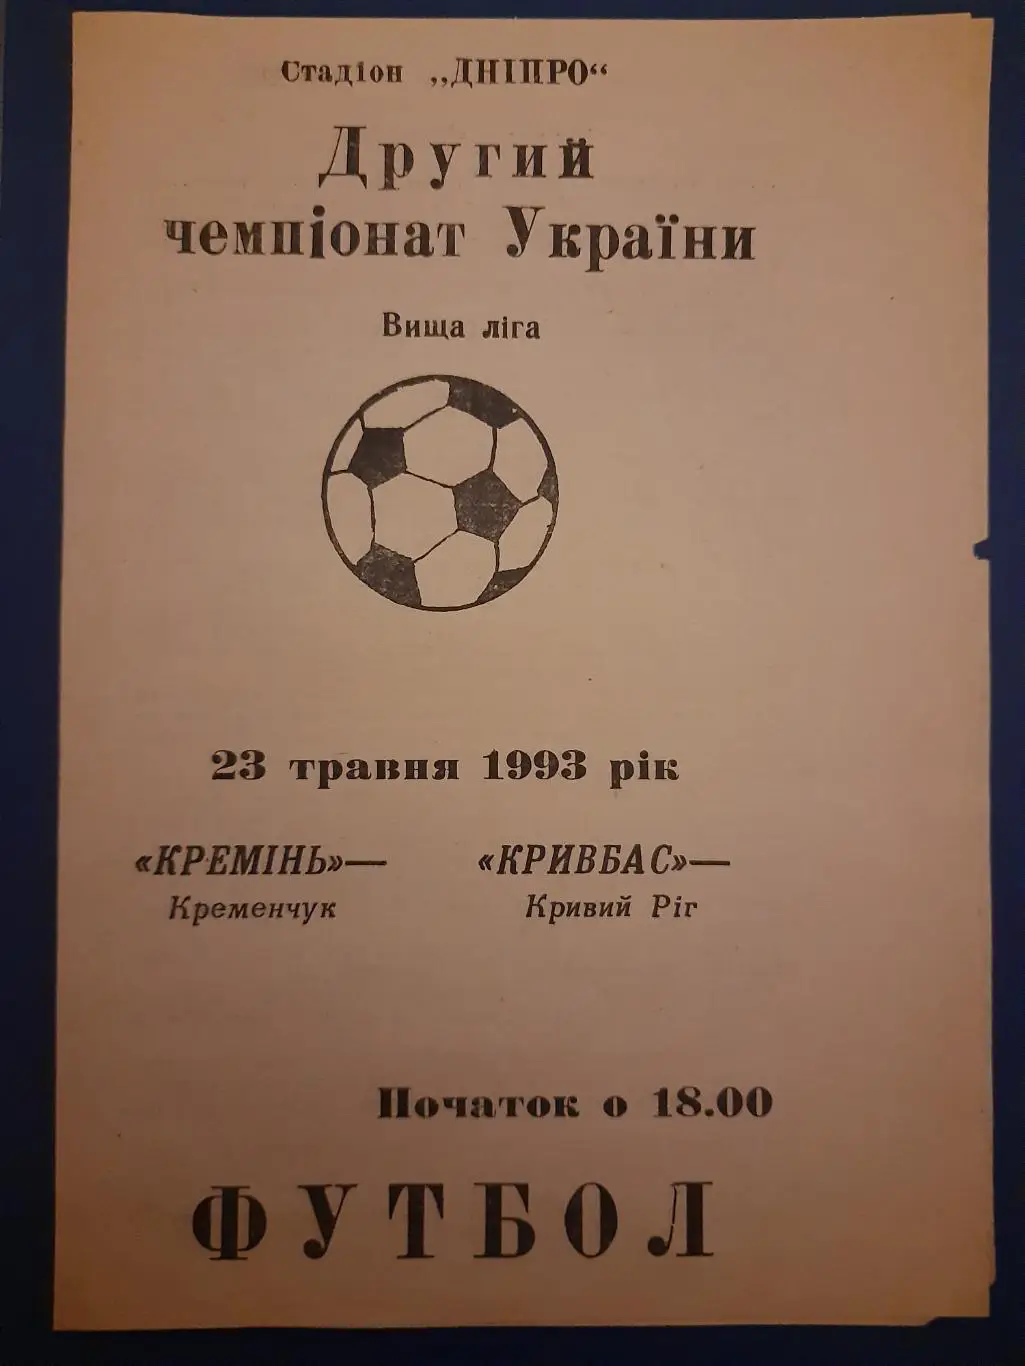 Стадіон „ДНІПРО“
Другий
чемпіонат України
Вища ліга
23 травня 1993 рік
«КРЕМІНЬ»— «КРИВБАС»—
Кременчук Кривий Ріг
Початок о 18.00
ФУТБОЛ